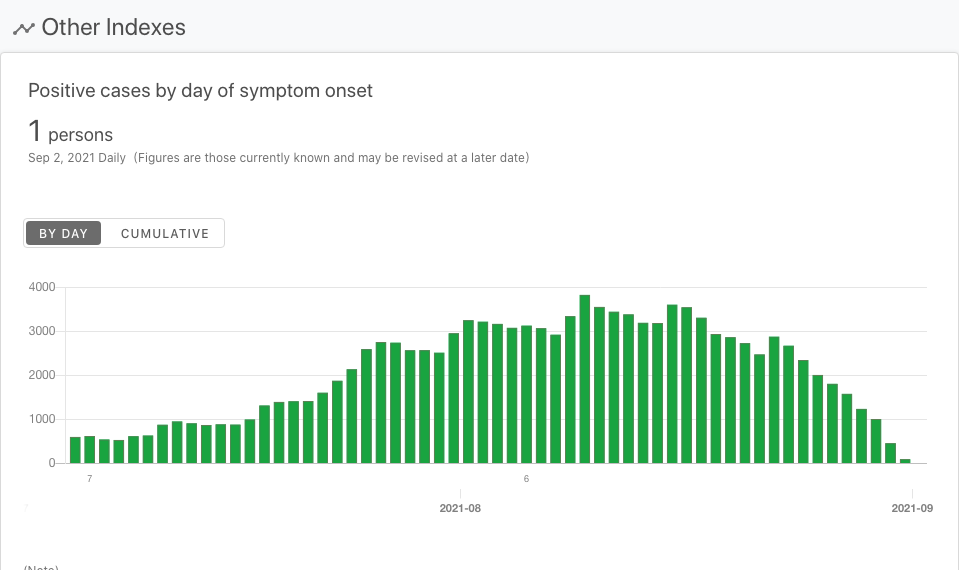 Other Indexes
Positive cases by day of symptom onset
1 persons
Sep 2, 2021 Daily (Figures are those currently known and may be revised at a later date)
BY DAY CUMULATIVE
4000
3000
2000
1000
0
7 6
2021-08 2021-09
(Note)